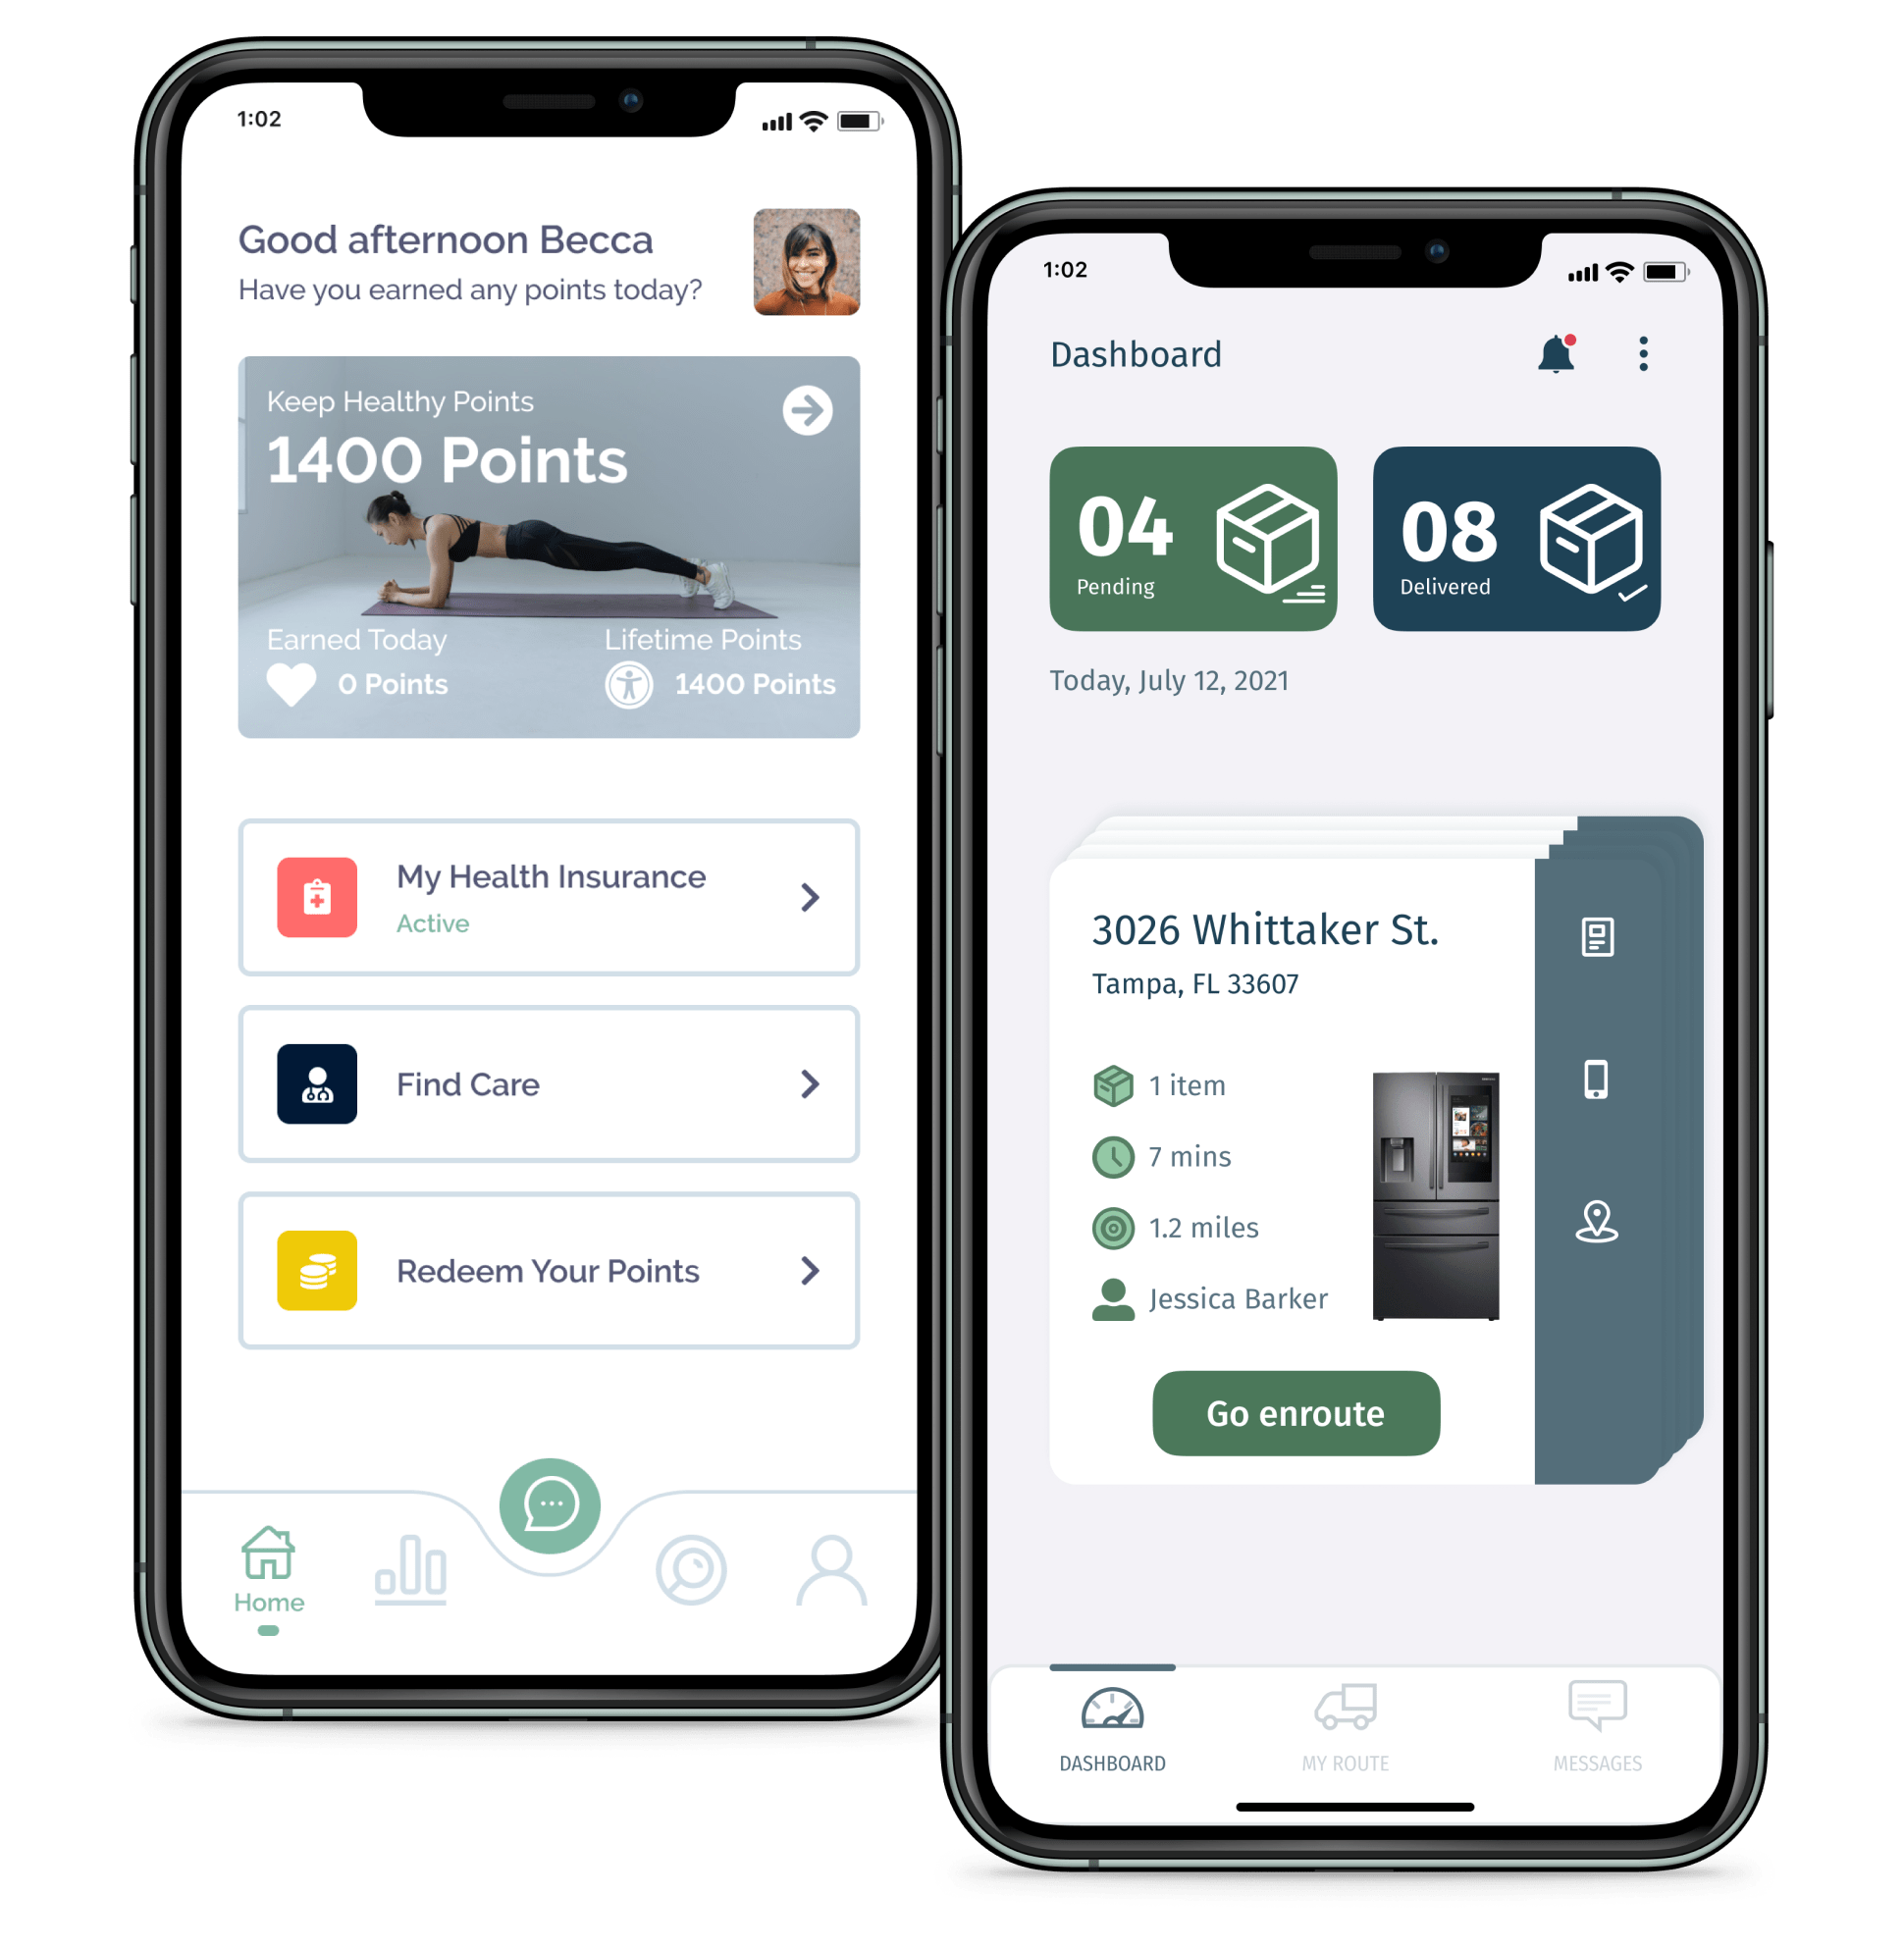 1:02
Good afternoon Becca
Have you earned any points today?
Keep Healthy Points
1400 Points
Earned Today
Lifetime Points
0 Points
1400 Points
My Health Insurance
Active
Find Care
Redeem Your Points
Home
1:02
Dashboard
04
Pending
08
Delivered
Today, July 12, 2021
3026 Whittaker St.
Tampa, FL 33607
1 item
7 mins
1.2 miles
Jessica Barker
Go enroute
DASHBOARD
MY ROUTE
MESSAGES